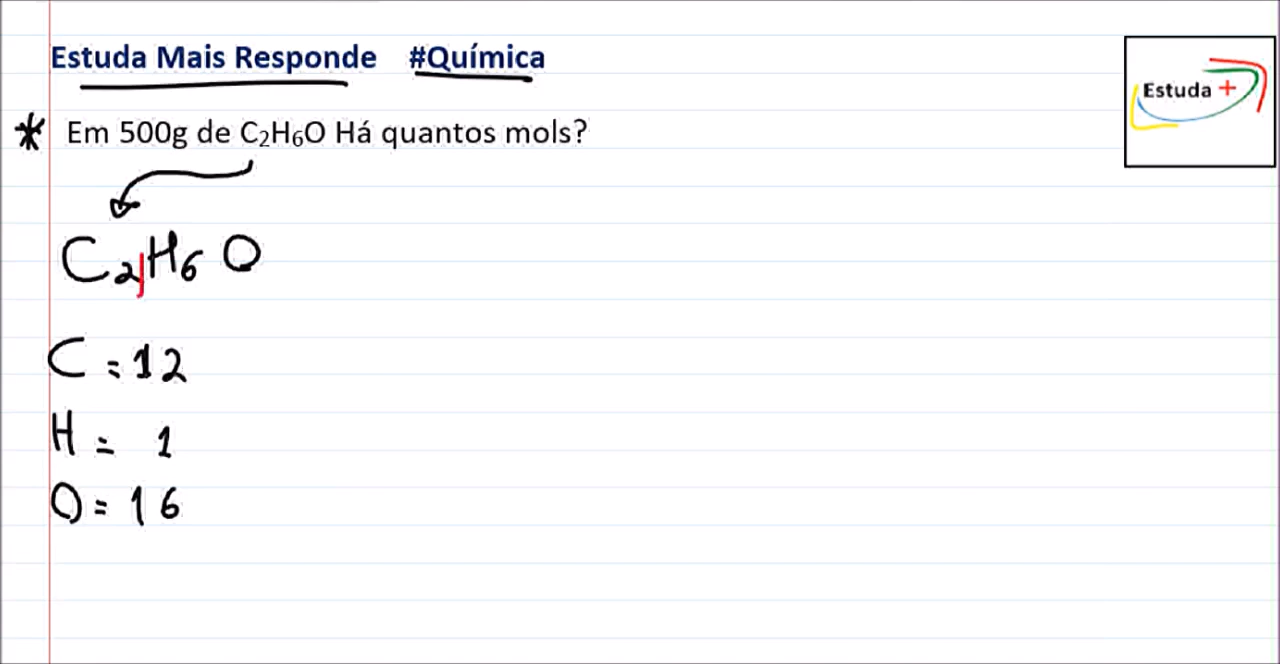 Estuda Mais Responde #Química
Estuda +
* Em 500g de C₂H₆O Há quantos mols?
C₂H₆O
C = 12
H = 1
O = 16